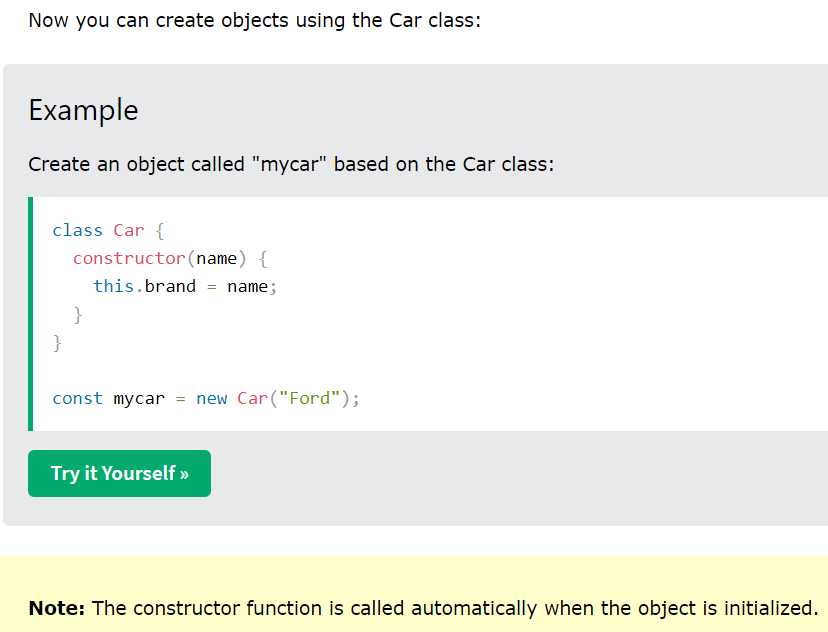 Now you can create objects using the Car class:
Example
Create an object called "mycar" based on the Car class:
class Car {
  constructor(name) {
    this.brand = name;
  }
}
const mycar = new Car("Ford");
Try it Yourself »
Note: The constructor function is called automatically when the object is initialized.